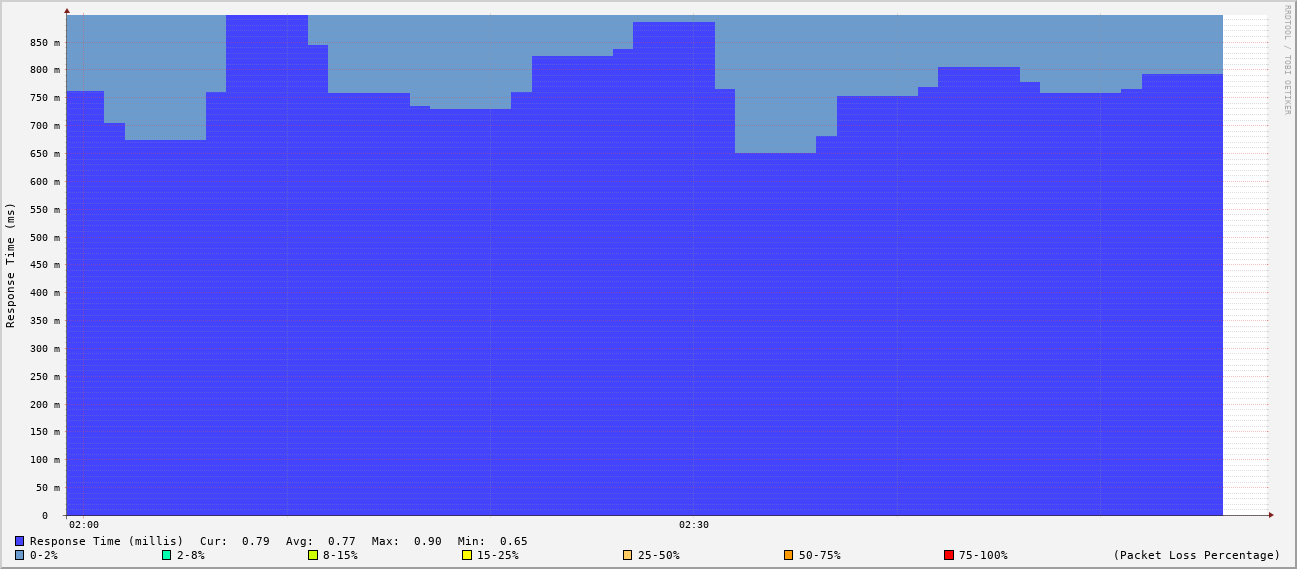 RRDTOOL / TOBI OETIKER
Response Time (ms)
850 m
800 m
750 m
700 m
650 m
600 m
550 m
500 m
450 m
400 m
350 m
300 m
250 m
200 m
150 m
100 m
50 m
0
02:00 02:30
Response Time (millis) Cur: 0.79 Avg: 0.77 Max: 0.90 Min: 0.65
0-2% 2-8% 8-15% 15-25% 25-50% 50-75% 75-100% (Packet Loss Percentage)